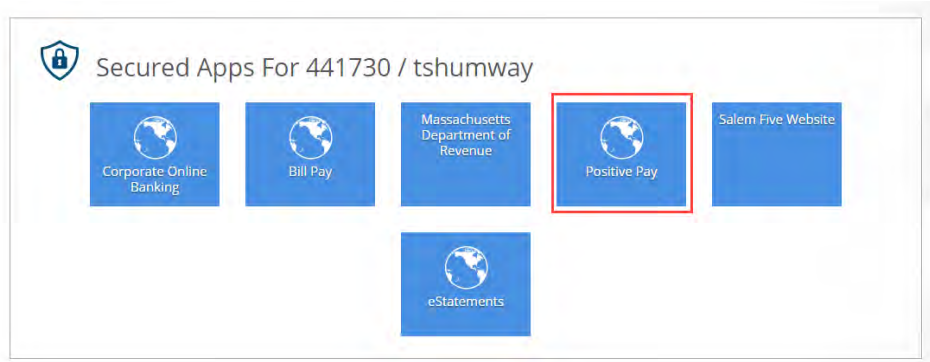 Secured Apps For 441730 / tshumway
Corporate Online
Banking
Bill Pay
Massachusetts
Department of
Revenue
Positive Pay
Salem Five Website
eStatements